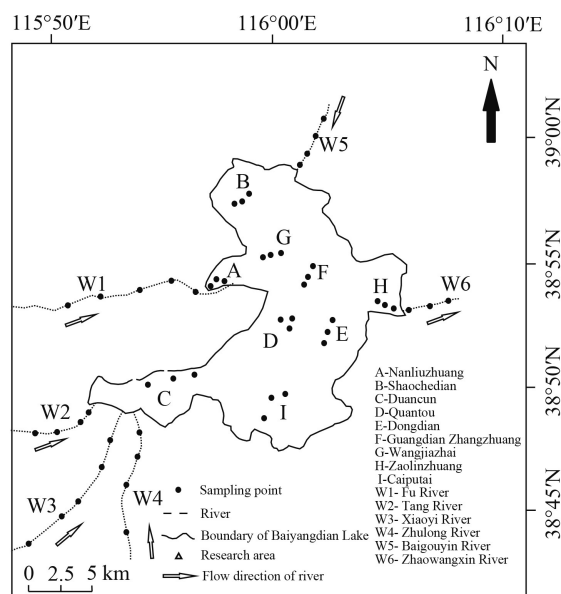 115°50′E 116°00′E 116°10′E
N
39°00′N
W5
B
G
38°55′N
A
F
W1
H
W6
D
E
38°50′N
C
I
W2
A-Nanliuzhuang
B-Shaochedian
C-Duancun
D-Quantou
E-Dongdian
F-Guangdian Zhangzhuang
G-Wangjiazhai
H-Zaolinzhuang
I-Caiputai
W1- Fu River
W2- Tang River
W3- Xiaoyi River
W4- Zhulong River
W5- Baigouyin River
W6- Zhaowangxin River
38°45′N
W3
W4
Sampling point
River
Boundary of Baiyangdian Lake
Research area
Flow direction of river
0 2.5 5 km